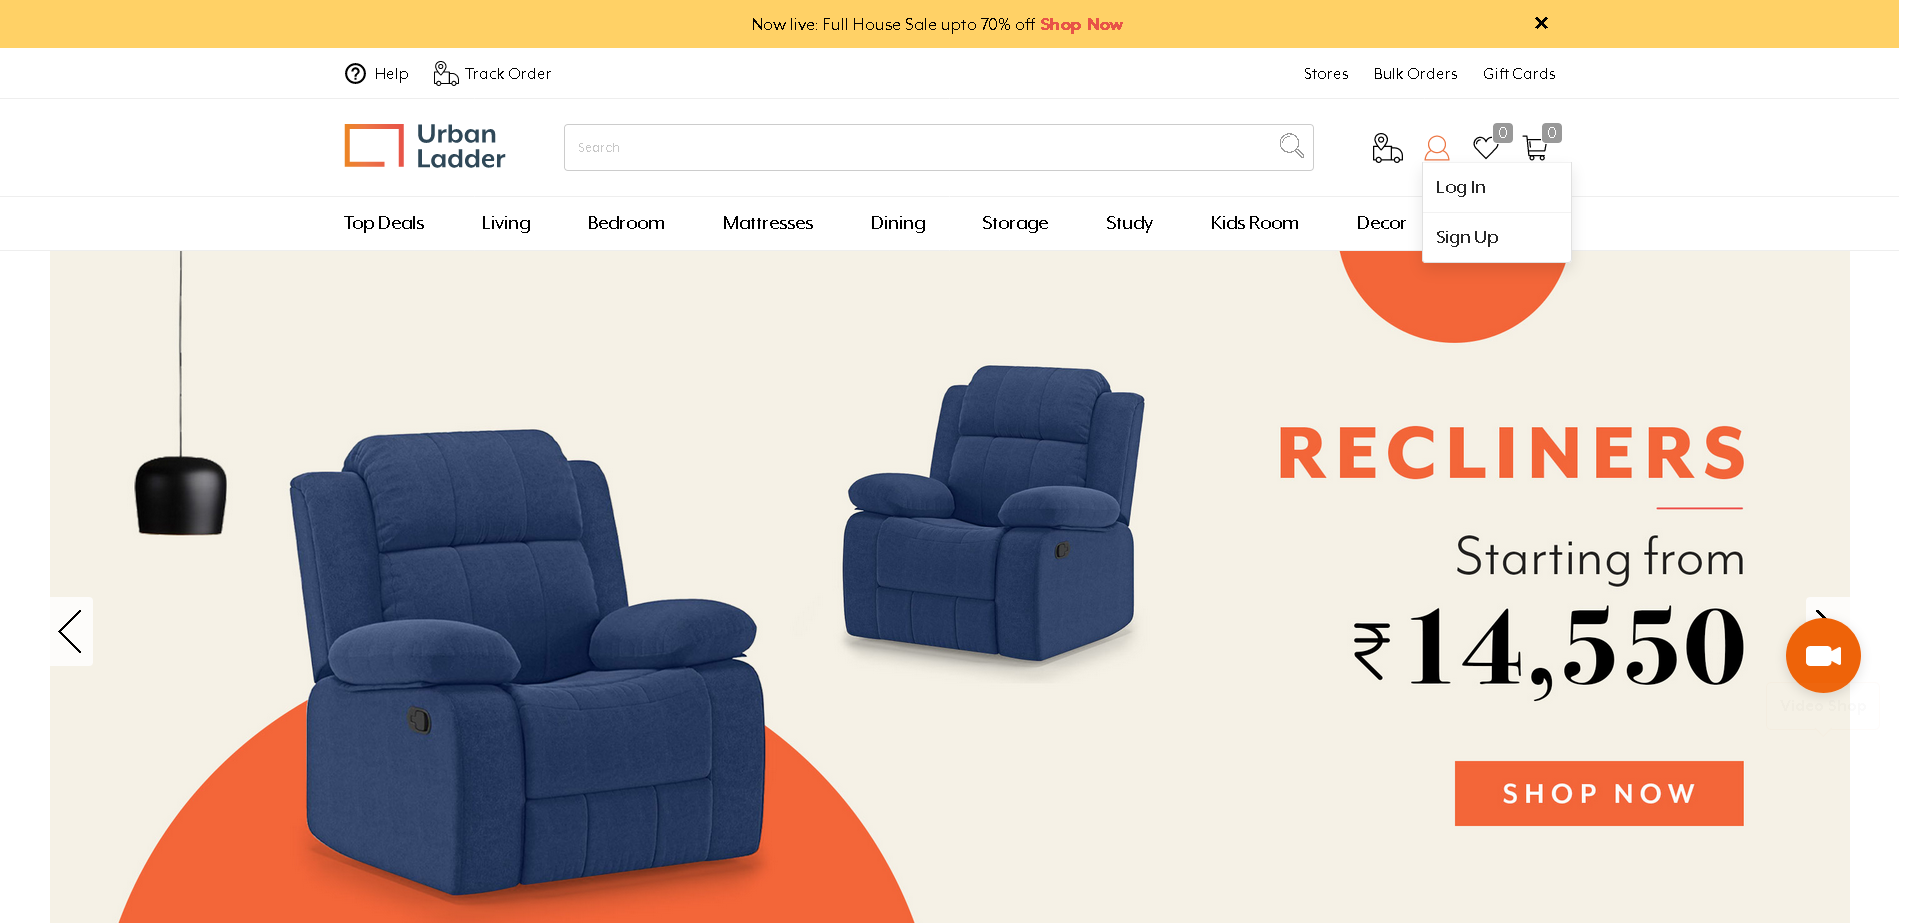 Now live: Full House Sale upto 70% off Shop Now
Help
Track Order
Stores
Bulk Orders
Gift Cards
Urban
Ladder
Search
0
0
Log In
Sign Up
Top Deals
Living
Bedroom
Mattresses
Dining
Storage
Study
Kids Room
Decor
RECLINERS
Starting from
₹14,550
SHOP NOW
Video Shop